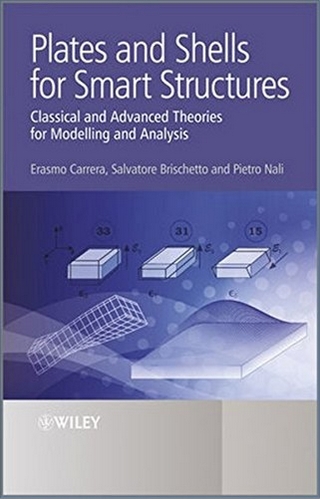 Plates and Shells
for Smart Structures
Classical and Advanced Theories
for Modelling and Analysis
Erasmo Carrera, Salvatore Brischetto and Pietro Nali
33 31 15
WILEY